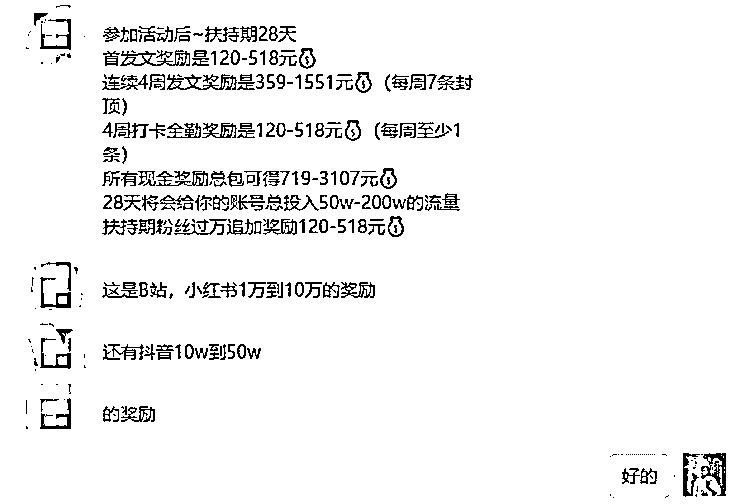 参加活动后~扶持期28天
首发文奖励是120-518元💰
连续4周发文奖励是359-1551元💰（每周7条封
顶）
4周打卡全勤奖励是120-518元💰（每周至少1
条）
所有现金奖励总包可得719-3107元💰
28天将会给你的账号总投入50w-200w的流量
扶持期粉丝过万追加奖励120-518元💰
这是B站，小红书1万到10万的奖励
还有抖音10w到50w
的奖励
好的